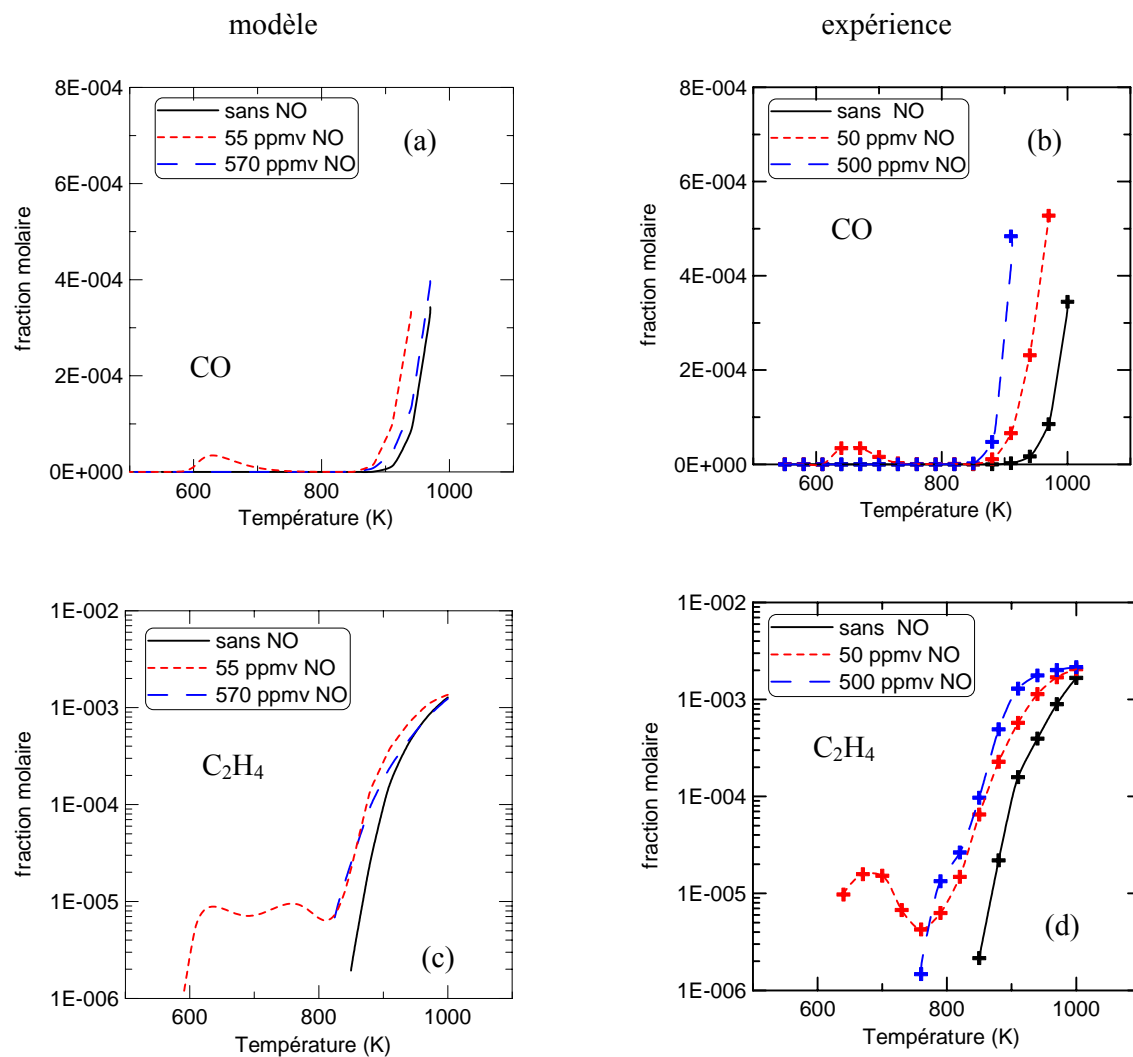 modèle
expérience
8E-004
6E-004
4E-004
2E-004
0E+000
fraction molaire
sans NO
55 ppmv NO
570 ppmv NO
(a)
CO
600
800
1000
Température (K)
8E-004
6E-004
4E-004
2E-004
0E+000
fraction molaire
sans NO
50 ppmv NO
500 ppmv NO
(b)
CO
600
800
1000
Température (K)
1E-002
1E-003
1E-004
1E-005
1E-006
fraction molaire
sans NO
55 ppmv NO
570 ppmv NO
C₂H₄
(c)
600
800
1000
Température (K)
1E-002
1E-003
1E-004
1E-005
1E-006
fraction molaire
sans NO
50 ppmv NO
500 ppmv NO
C₂H₄
(d)
600
800
1000
Température (K)